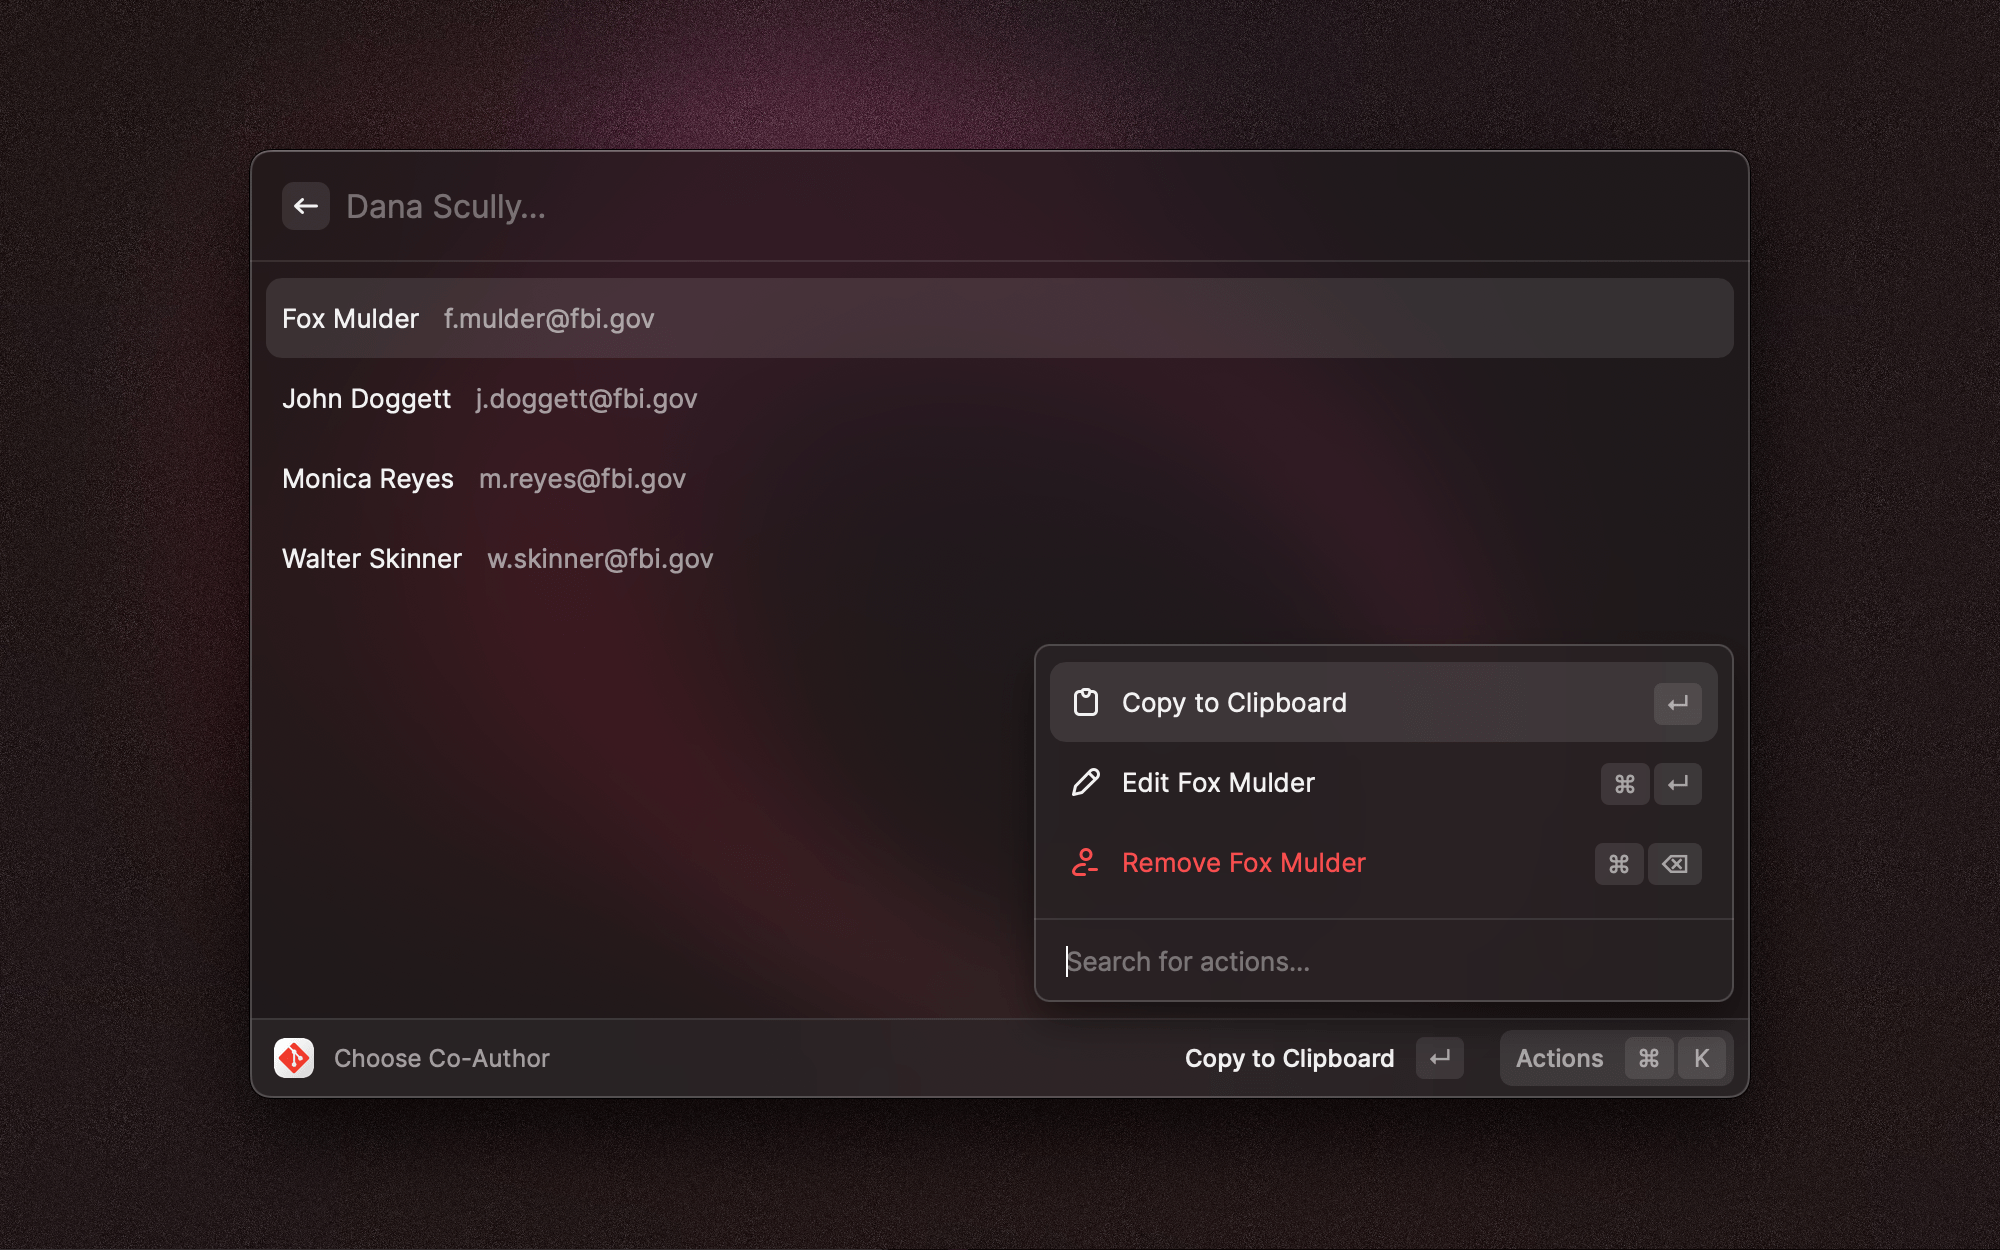 Dana Scully...
Fox Mulder f.mulder@fbi.gov
John Doggett j.doggett@fbi.gov
Monica Reyes m.reyes@fbi.gov
Walter Skinner w.skinner@fbi.gov
Copy to Clipboard ↵
Edit Fox Mulder ⌘ ↵
Remove Fox Mulder ⌘ ⌫
Search for actions...
Choose Co-Author Copy to Clipboard ↵ Actions ⌘ K